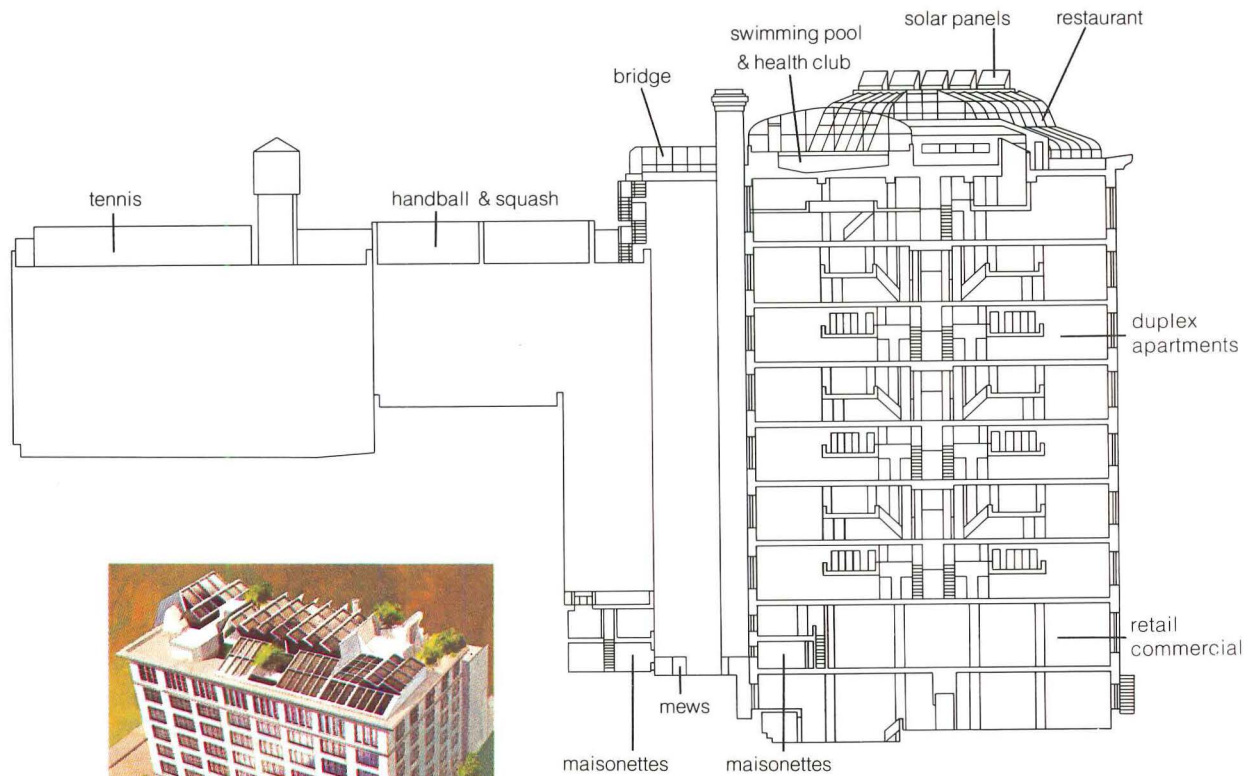 solar panels
restaurant
swimming pool
& health club
bridge
tennis
handball & squash
duplex
apartments
retail
commercial
mews
maisonettes
maisonettes